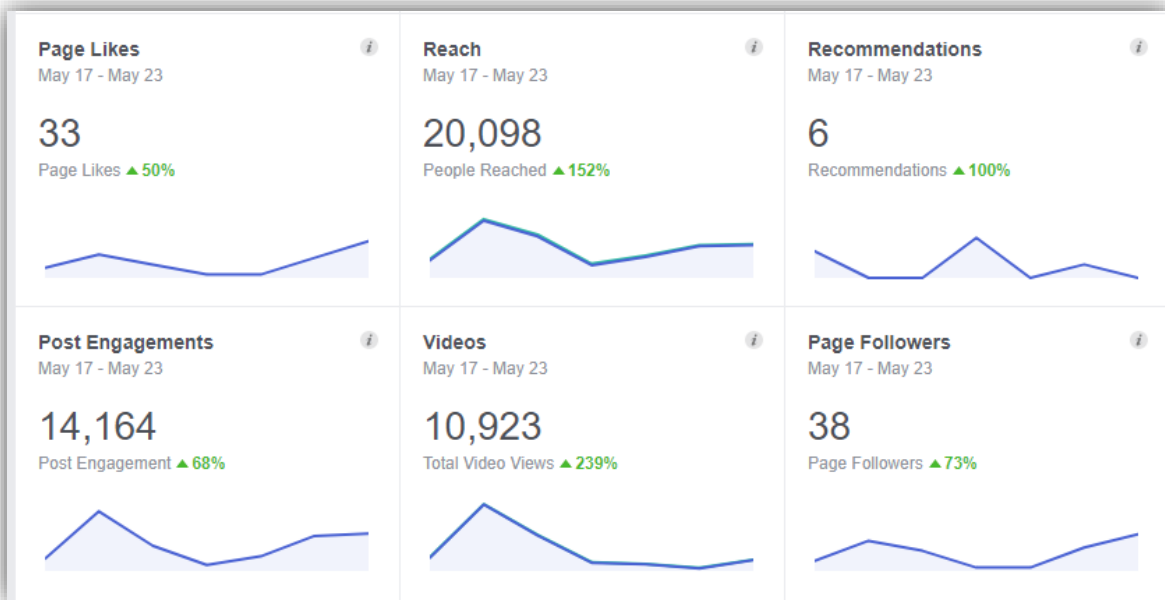 Page Likes
May 17 - May 23
33
Page Likes ▲ 50%
Reach
May 17 - May 23
20,098
People Reached ▲ 152%
Recommendations
May 17 - May 23
6
Recommendations ▲ 100%
Post Engagements
May 17 - May 23
14,164
Post Engagement ▲ 68%
Videos
May 17 - May 23
10,923
Total Video Views ▲ 239%
Page Followers
May 17 - May 23
38
Page Followers ▲ 73%